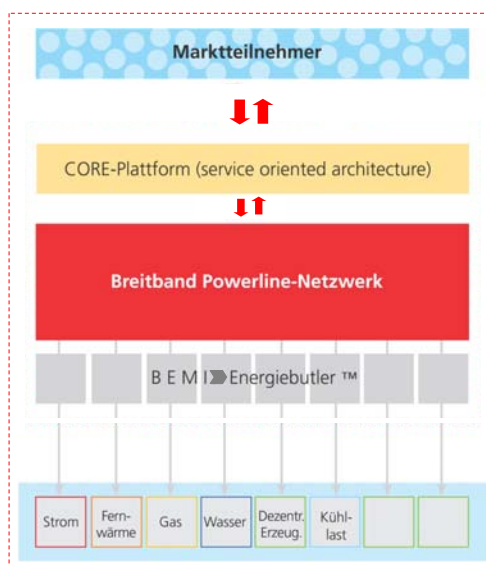 Marktteilnehmer
CORE-Plattform (service oriented architecture)
Breitband Powerline-Netzwerk
B E M I Energiebutler ™
Strom
Fern-
wärme
Gas
Wasser
Dezentr.
Erzeug.
Kühl-
last